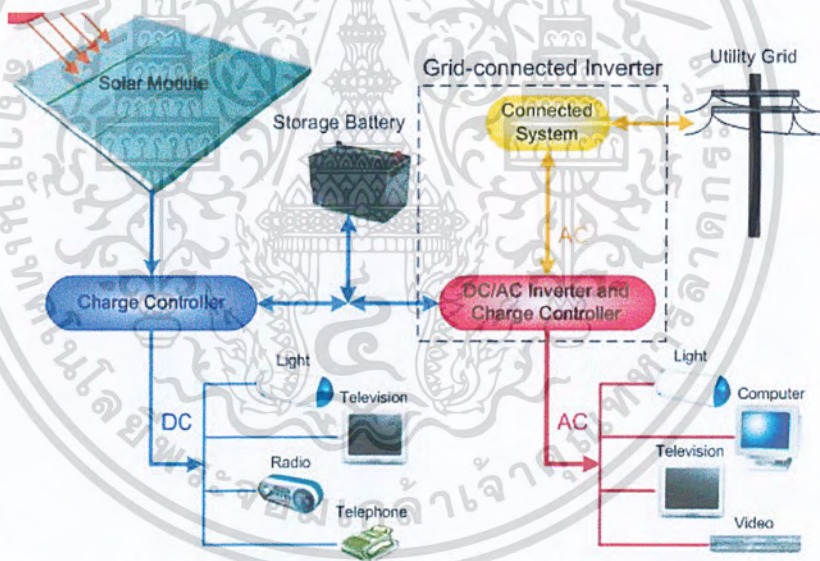 Solar Module
Storage Battery
Grid-connected Inverter
Utility Grid
Connected
System
AC
Charge Controller
DC/AC Inverter and
Charge Controller
DC
Light
Television
Radio
Telephone
AC
Light
Computer
Television
Video